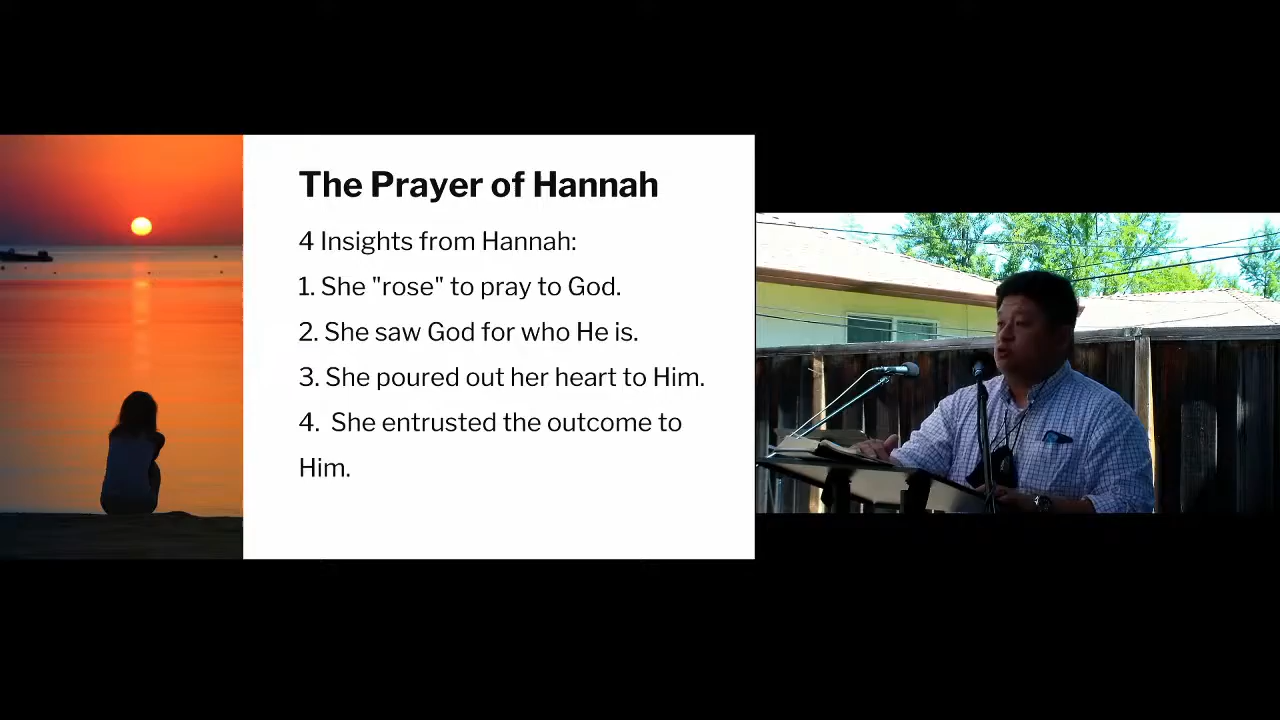 The Prayer of Hannah
4 Insights from Hannah:
1. She "rose" to pray to God.
2. She saw God for who He is.
3. She poured out her heart to Him.
4.  She entrusted the outcome to
Him.